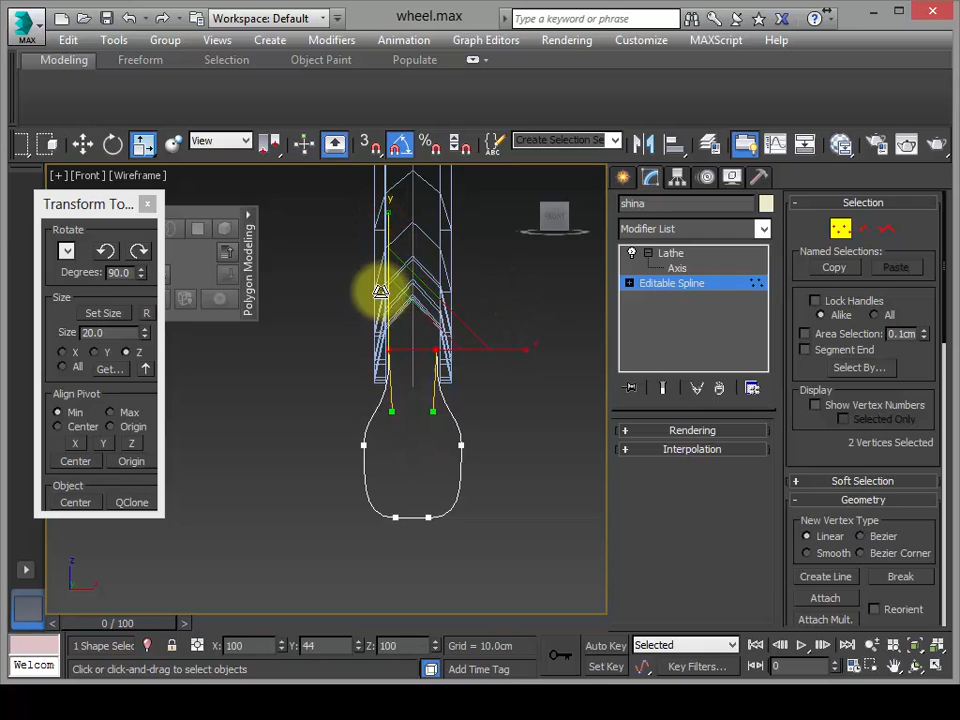 MAX
Workspace: Default
wheel.max
Type a keyword or phrase
Edit Tools Group Views Create Modifiers Animation Graph Editors Rendering Customize MAXScript Help
Modeling Freeform Selection Object Paint Populate
View
3
%
ABC
Create Selection Se
[+] [Front] [Wireframe]
Transform To...
Rotate
Degrees: 90.0
Size
Set Size R
Size 20.0
X Y Z
All Get...
Align Pivot
Min Max
Center Origin
X Y Z
Center Origin
Object
Center QClone
Polygon Modeling
y
x
z
x
y
shina
Modifier List
Lathe
Axis
Editable Spline
Rendering
Interpolation
Selection
Named Selections:
Copy Paste
Lock Handles
Alike All
Area Selection: 0.1cm
Segment End
Select By...
Display
Show Vertex Numbers
Selected Only
2 Vertices Selected
Soft Selection
Geometry
New Vertex Type
Linear Bezier
Smooth Bezier Corner
Create Line Break
Attach Reorient
Attach Mult.
0 / 100
1 Shape Selec X: 100 Y: 44 Z: 100 Grid = 10.0cm Auto Key Selected
Welcom Click or click-and-drag to select objects Add Time Tag Set Key Key Filters... 0